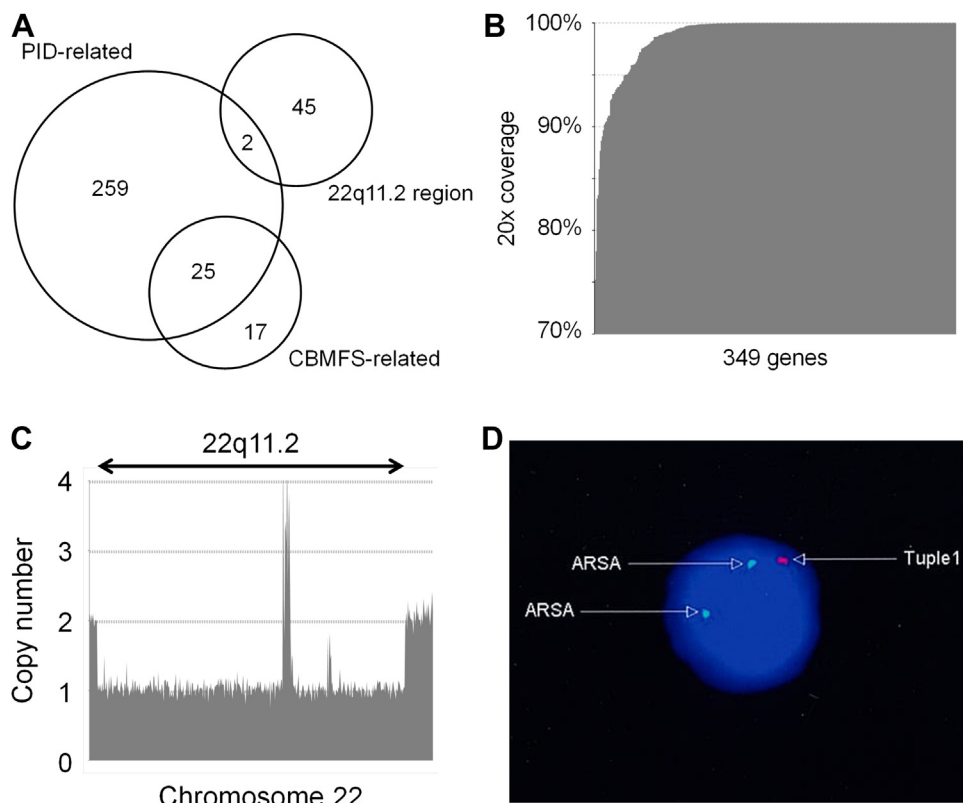 A
PID-related
45
2
259
22q11.2 region
25
17
CBMFS-related
B
100%
90%
80%
70%
20x coverage
349 genes
C
22q11.2
4
3
2
1
0
Copy number
Chromosome 22
D
ARSA
Tuple1
ARSA